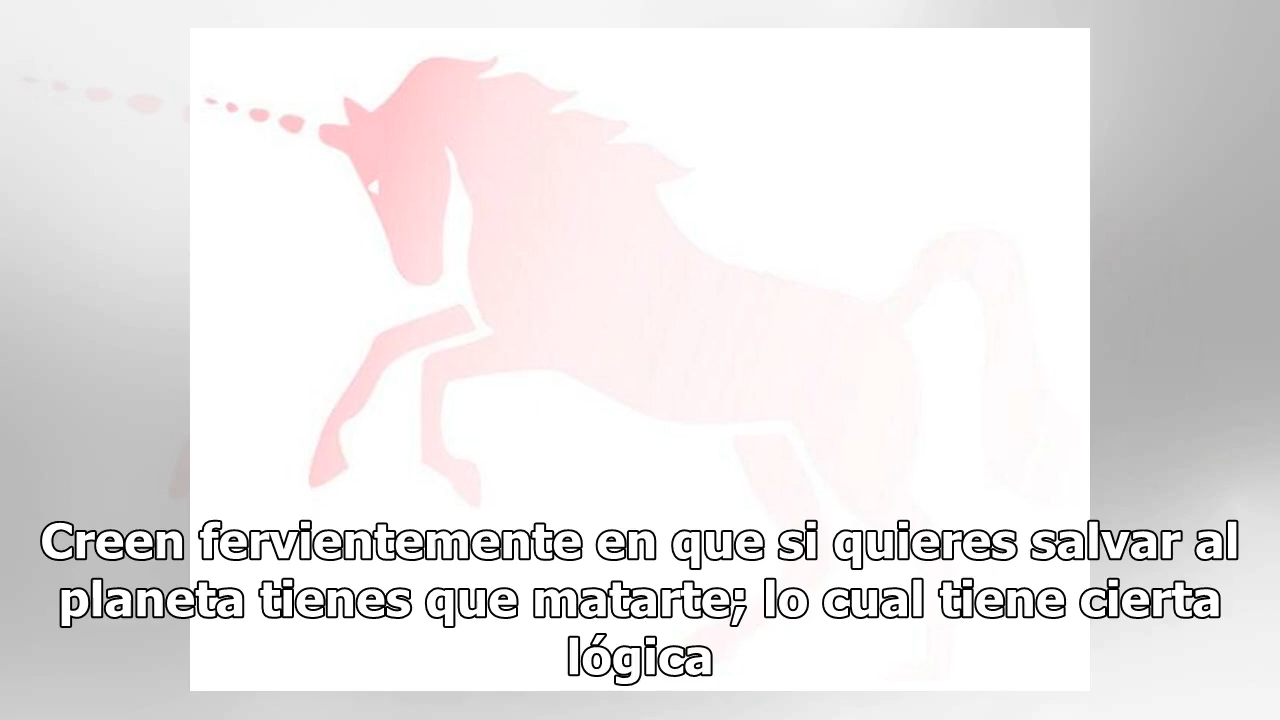 Creen fervientemente en que si quieres salvar al
planeta tienes que matarte; lo cual tiene cierta
lógica